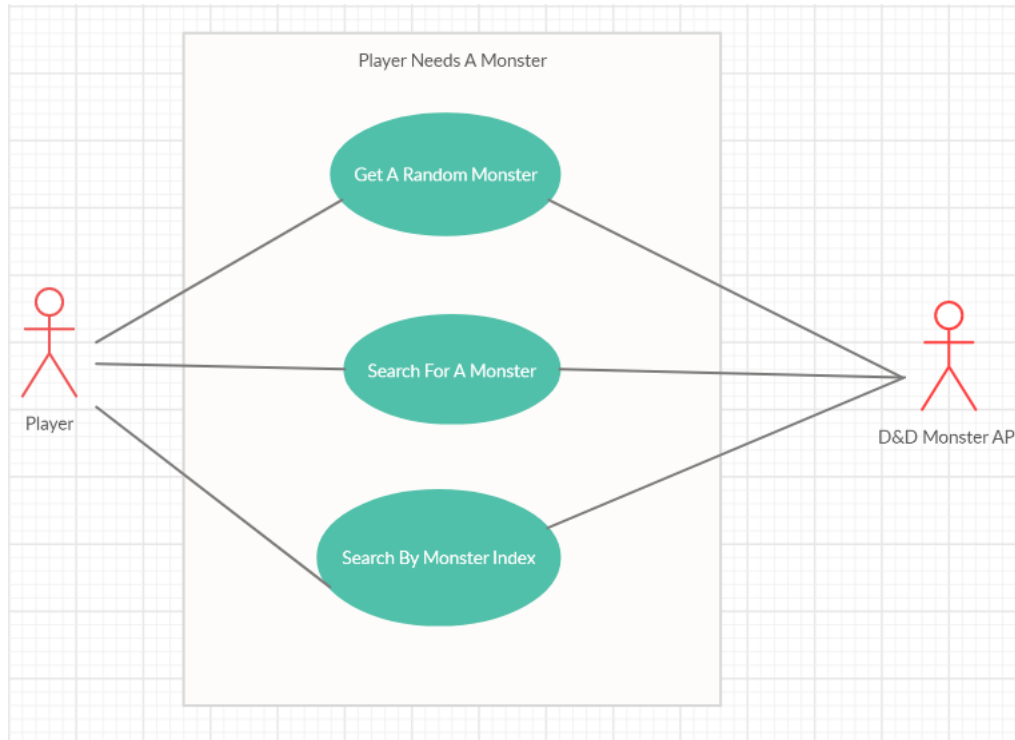 Player Needs A Monster
Get A Random Monster
Search For A Monster
Player
D&D Monster AP
Search By Monster Index